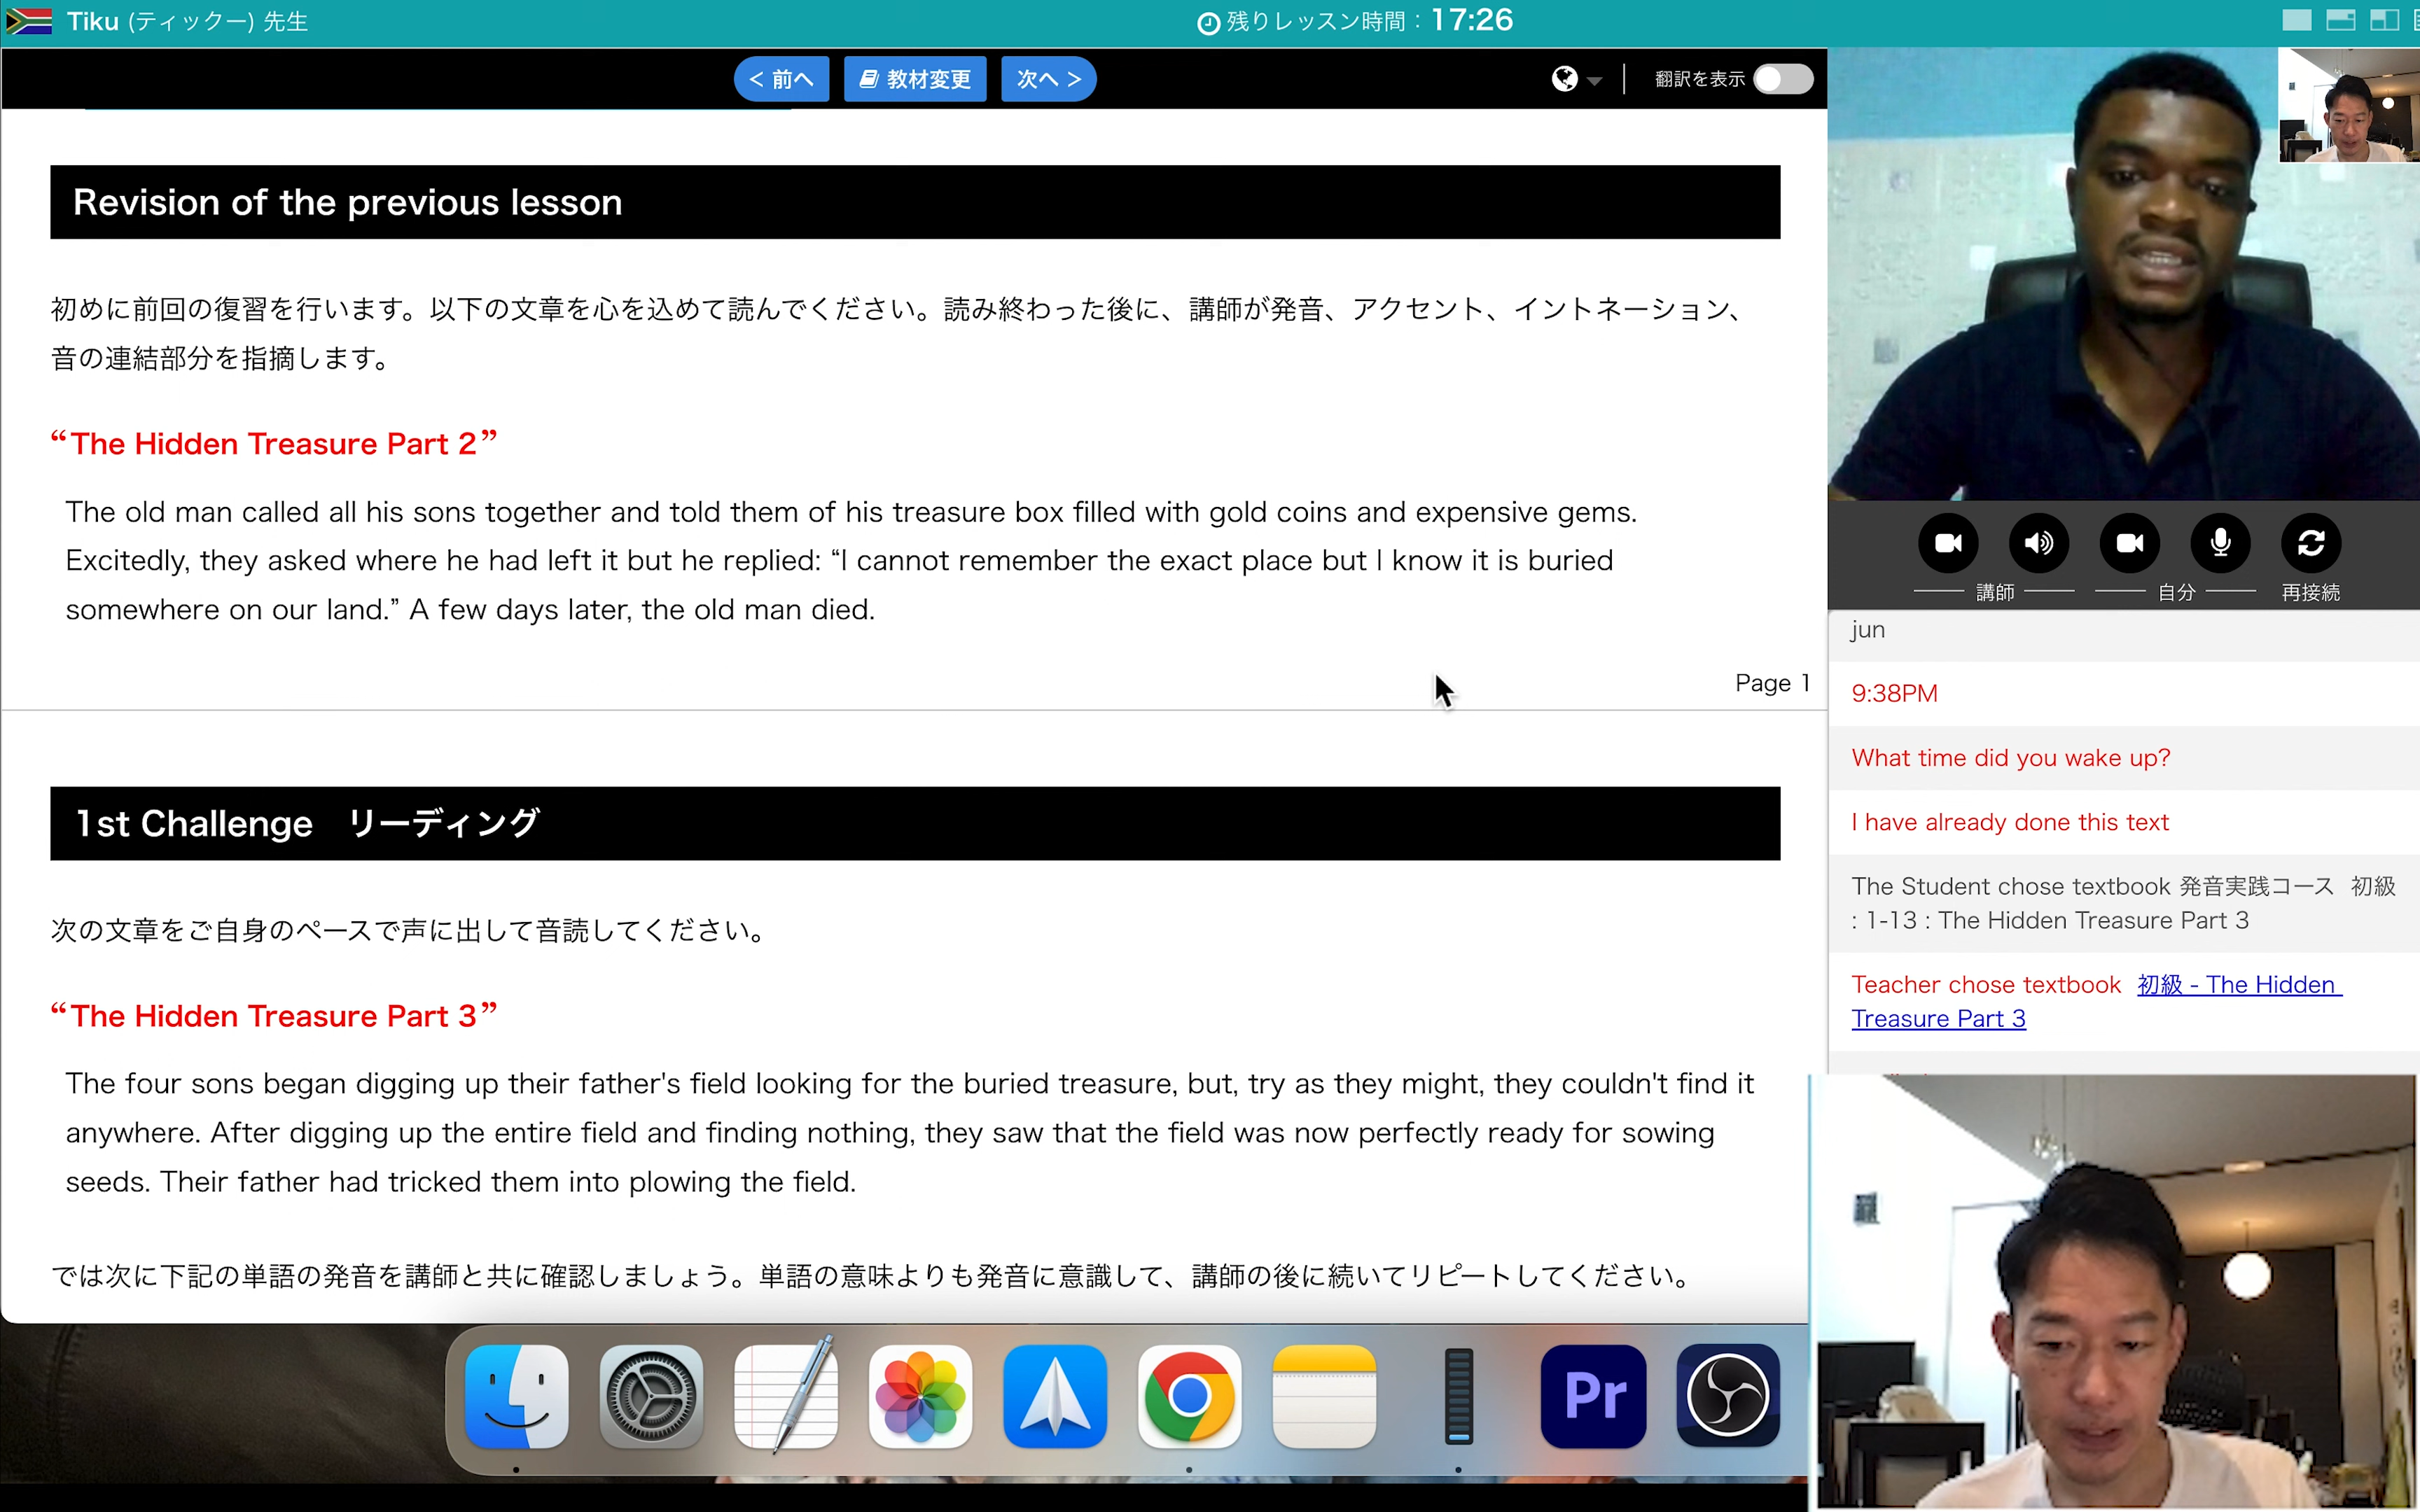 Tiku (ティックー) 先生
残りレッスン時間 : 17:26
< 前へ
教材変更
次へ >
翻訳を表示
Revision of the previous lesson
初めに前回の復習を行います。以下の文章を心を込めて読んでください。読み終わった後に、講師が発音、アクセント、イントネーション、
音の連結部分を指摘します。
“The Hidden Treasure Part 2”
The old man called all his sons together and told them of his treasure box filled with gold coins and expensive gems.
Excitedly, they asked where he had left it but he replied: “I cannot remember the exact place but I know it is buried
somewhere on our land.” A few days later, the old man died.
Page 1
1st Challenge　リーディング
次の文章をご自身のペースで声に出して音読してください。
“The Hidden Treasure Part 3”
The four sons began digging up their father's field looking for the buried treasure, but, try as they might, they couldn't find it
anywhere. After digging up the entire field and finding nothing, they saw that the field was now perfectly ready for sowing
seeds. Their father had tricked them into plowing the field.
では次に下記の単語の発音を講師と共に確認しましょう。単語の意味よりも発音に意識して、講師の後に続いてリピートしてください。
講師
自分
再接続
jun
9:38PM
What time did you wake up?
I have already done this text
The Student chose textbook 発音実践コース 初級
: 1-13 : The Hidden Treasure Part 3
Teacher chose textbook 初級 - The Hidden
Treasure Part 3
Pr